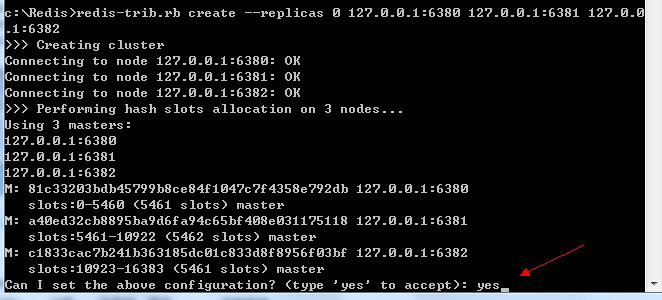 c:\Redis>redis-trib.rb create --replicas 0 127.0.0.1:6380 127.0.0.1:6381 127.0.0
.1:6382
>>> Creating cluster
Connecting to node 127.0.0.1:6380: OK
Connecting to node 127.0.0.1:6381: OK
Connecting to node 127.0.0.1:6382: OK
>>> Performing hash slots allocation on 3 nodes...
Using 3 masters:
127.0.0.1:6380
127.0.0.1:6381
127.0.0.1:6382
M: 81c33203bdb45799b8ce84f1047c7f4358e792db 127.0.0.1:6380
slots:0-5460 (5461 slots) master
M: a40ed32cb8895ba9d6fa94c65bf408e031175118 127.0.0.1:6381
slots:5461-10922 (5462 slots) master
M: c1833cac7b241b363185dc01c833d8f8956f03bf 127.0.0.1:6382
slots:10923-16383 (5461 slots) master
Can I set the above configuration? (type 'yes' to accept): yes_